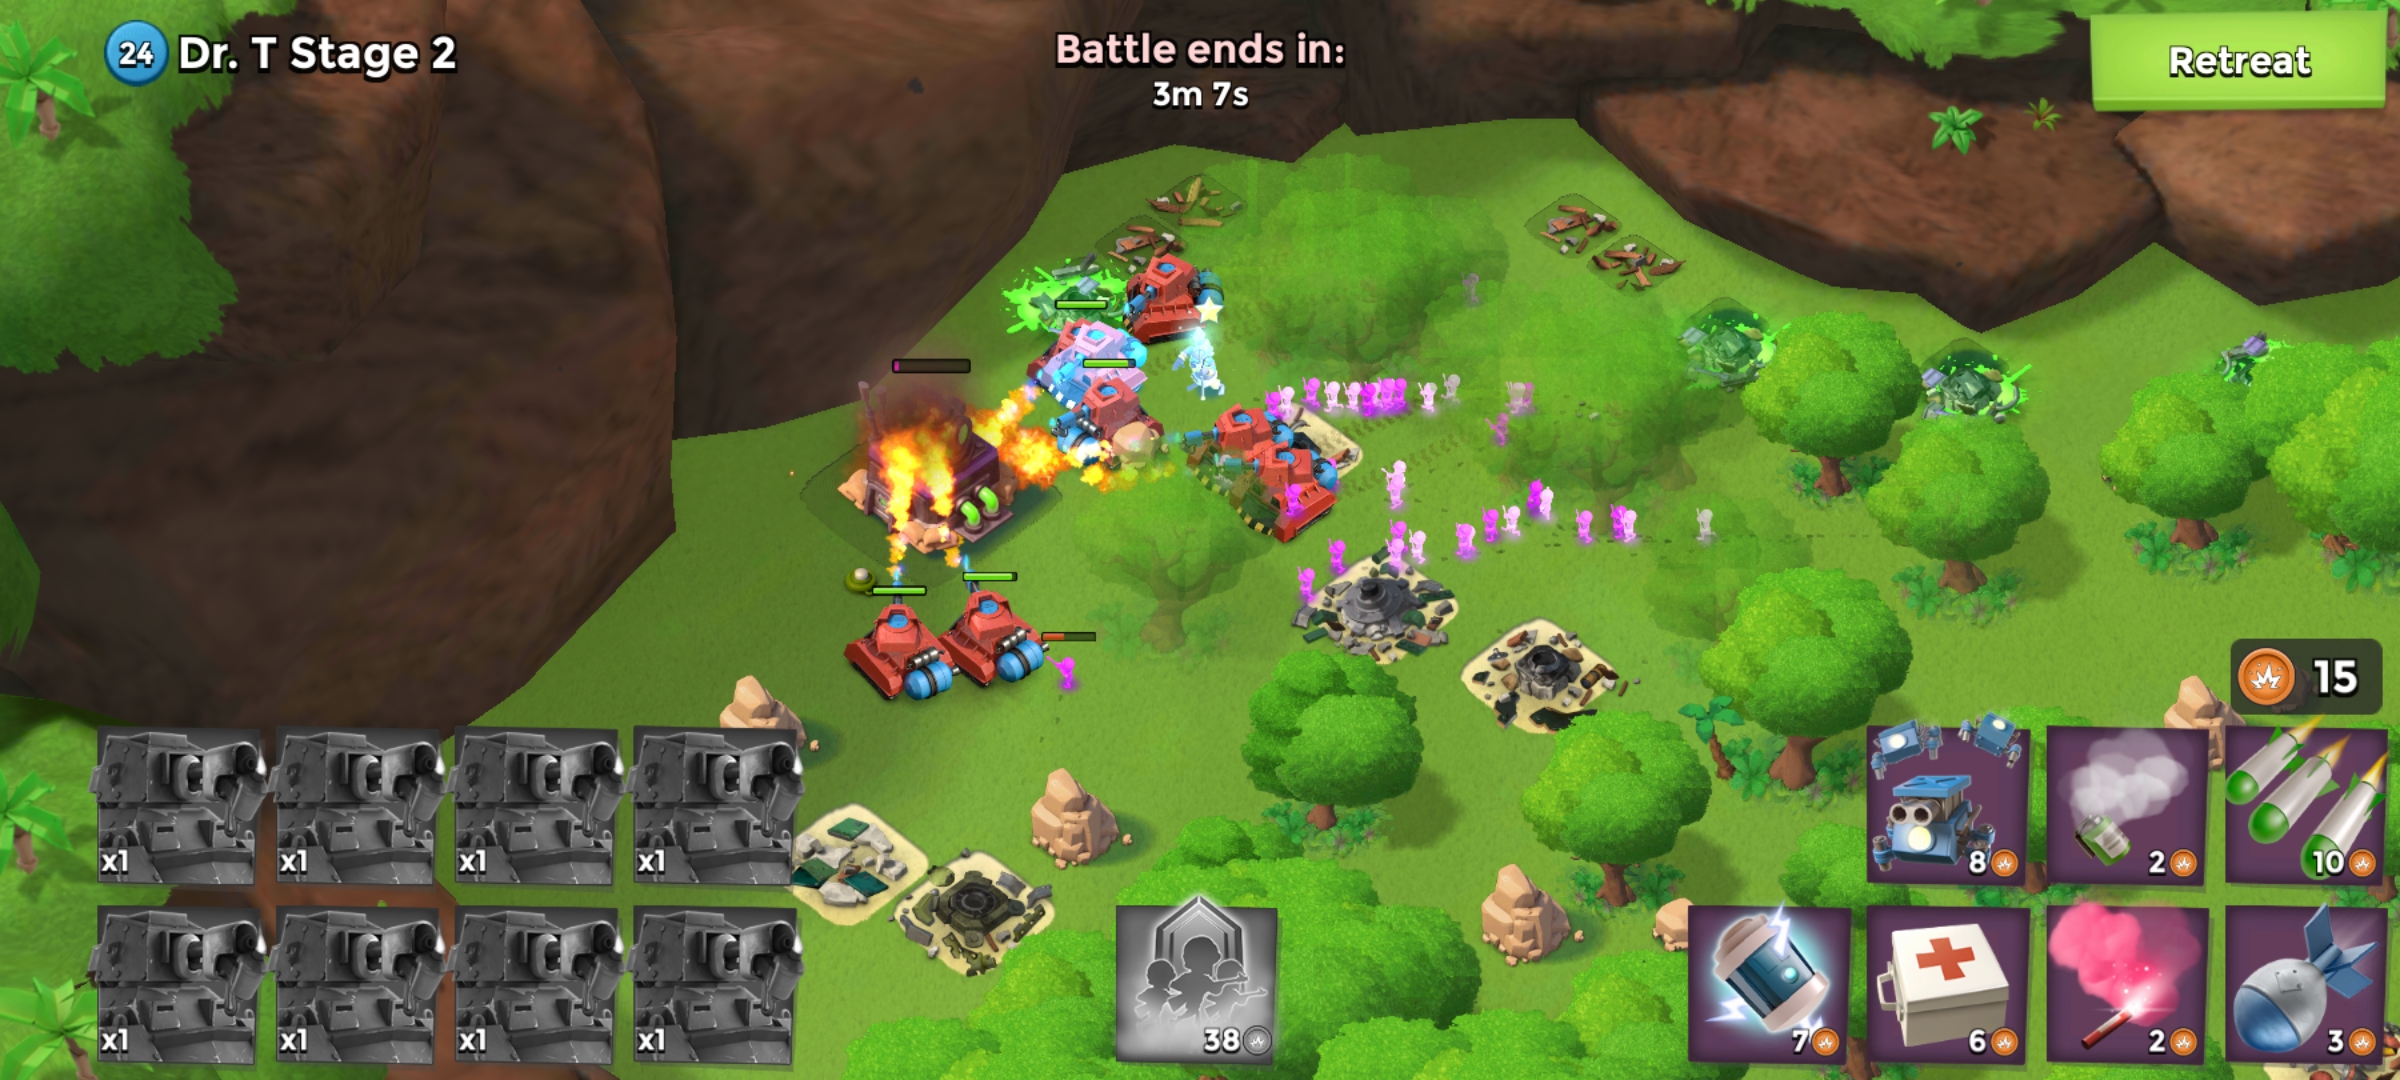 24 Dr. T Stage 2
Battle ends in:
3m 7s
Retreat
15
x1 x1 x1 x1
8 2 10
x1 x1 x1 x1
38
7 6 2 3